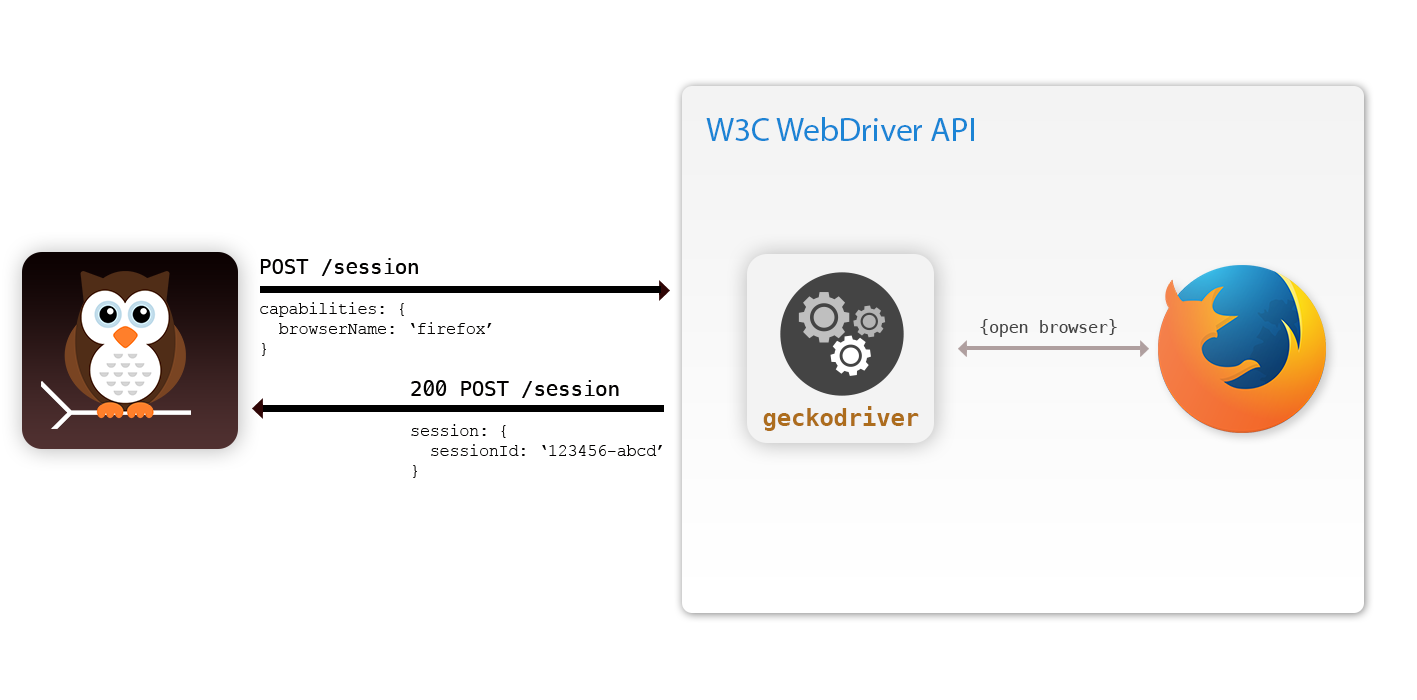 W3C WebDriver API
POST /session
capabilities: {
  browserName: ‘firefox’
}
200 POST /session
session: {
  sessionId: ‘123456-abcd’
}
geckodriver
{open browser}